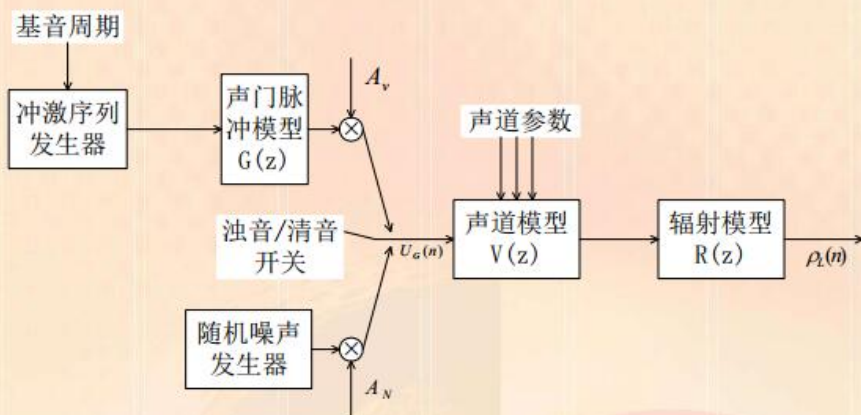 基音周期
冲激序列
发生器
声门脉
冲模型
G(z)
A_v
浊音/清音
开关
随机噪声
发生器
A_N
U_G(n)
声道参数
声道模型
V(z)
辐射模型
R(z)
ρ_L(n)